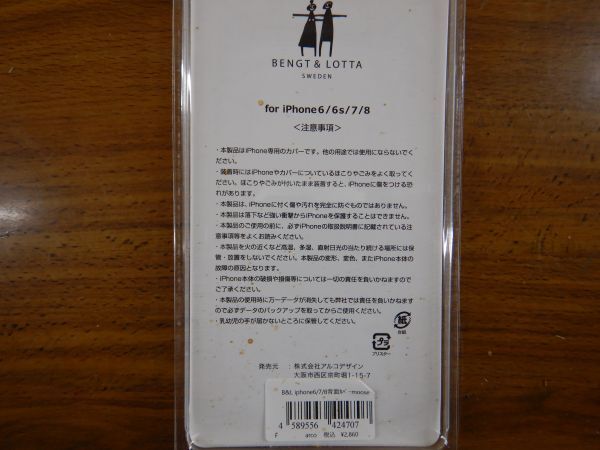 BENGT & LOTTA
SWEDEN
for iPhone6/6s/7/8
＜注意事項＞
・本製品はiPhone専用のカバーです。他の用途では使用にならないでください。
・装着時にはiPhoneやカバーについているほこりやごみをよく取ってください。ほこりやごみが付いたまま装着すると、iPhoneに傷をつける恐れがあります。
・本製品は、iPhoneに付く傷や汚れを完全に防ぐものではありません。
・本製品は落下など強い衝撃からiPhoneを保護することはできません。
・本製品のご使用の前に、必ずiPhoneの取扱説明書に記載されている注意事項等をよくお読みください。
・本製品を火の近くなど高温、多湿、直射日光の当たり続ける場所には保管・放置をしないでください。本製品の変形、変色、またiPhone本体の故障の原因となります。
・iPhone本体の破損や損傷等については一切の責任を負いかねますのでご了承ください。
・本製品の使用時に万一データが消失しても弊社では責任を負いかねますので必ずデータのバックアップを取ってからご使用ください。
・乳幼児の手が届かないところに保管してください。
紙
台紙
プラ
ブリスター
発売元 ： 株式会社アルコデザイン
大阪市西区京町堀1-15-7
B&L iphone6/7/8背面ｶﾊﾞｰmoose
4 589556 424707
F arco 税込 ¥2,860